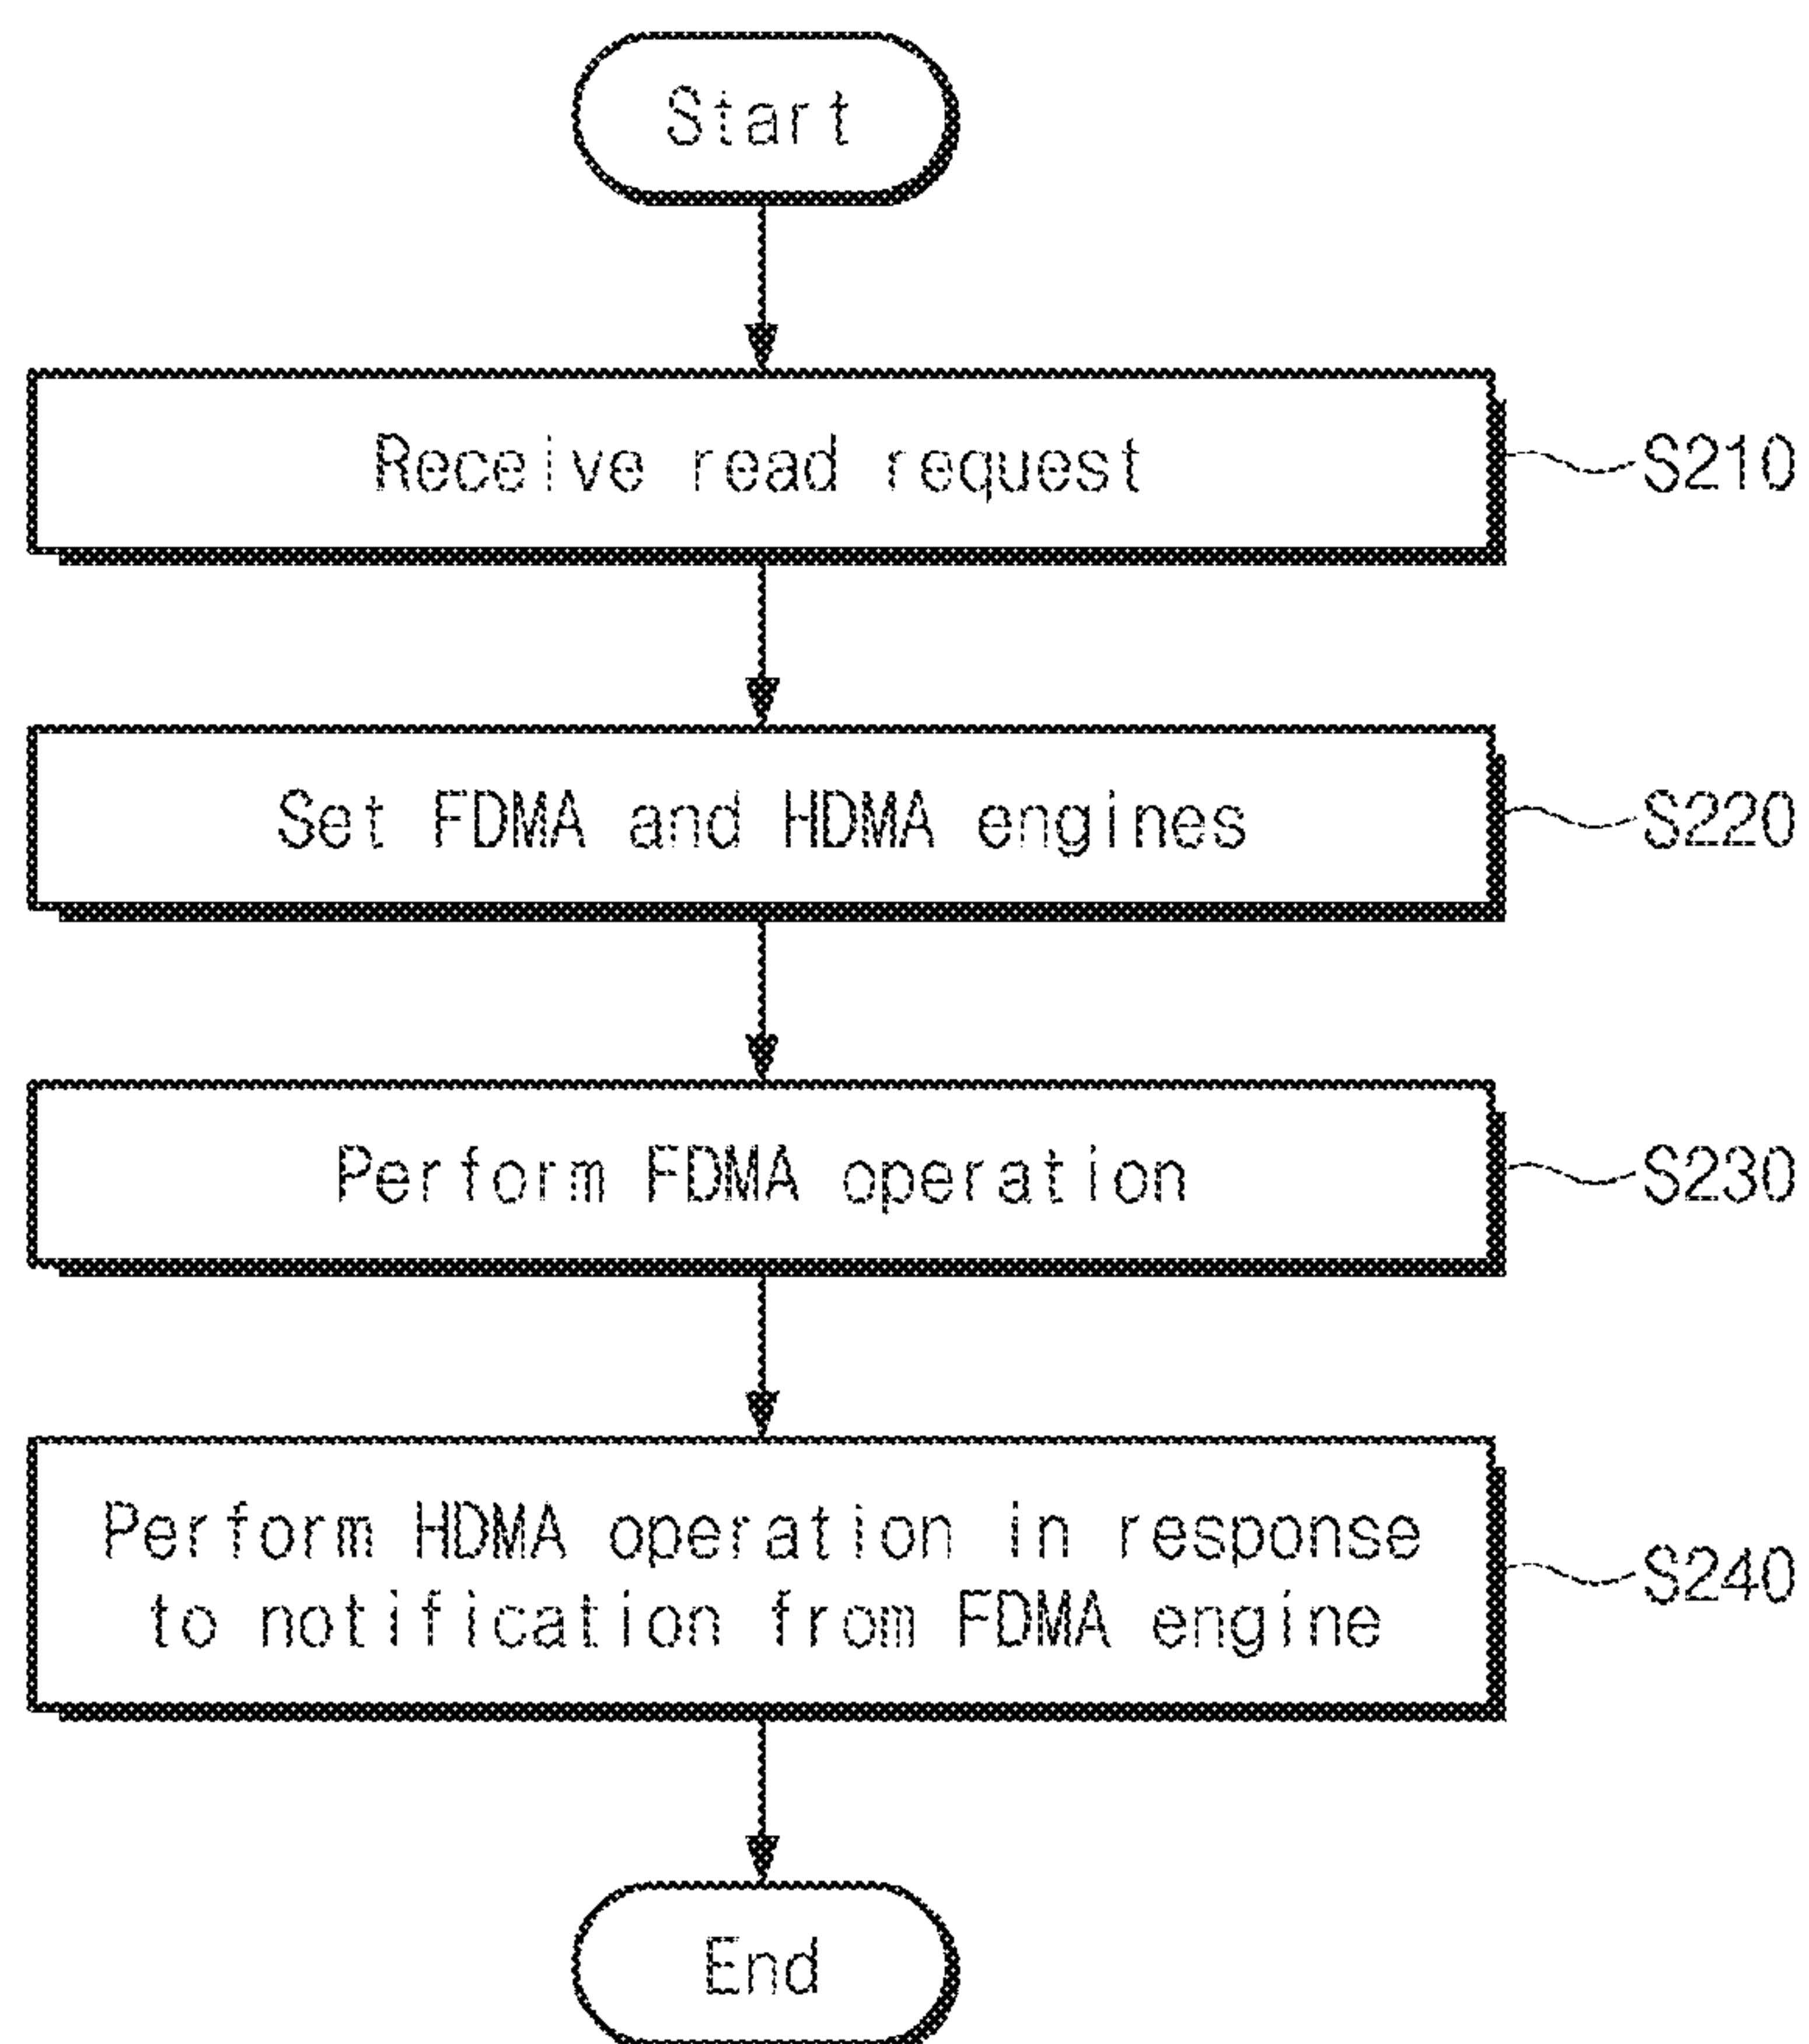 Start
Receive read request
S210
Set FDMA and HDMA engines
S220
Perform FDMA operation
S230
Perform HDMA operation in response
to notification from FDMA engine
S240
End